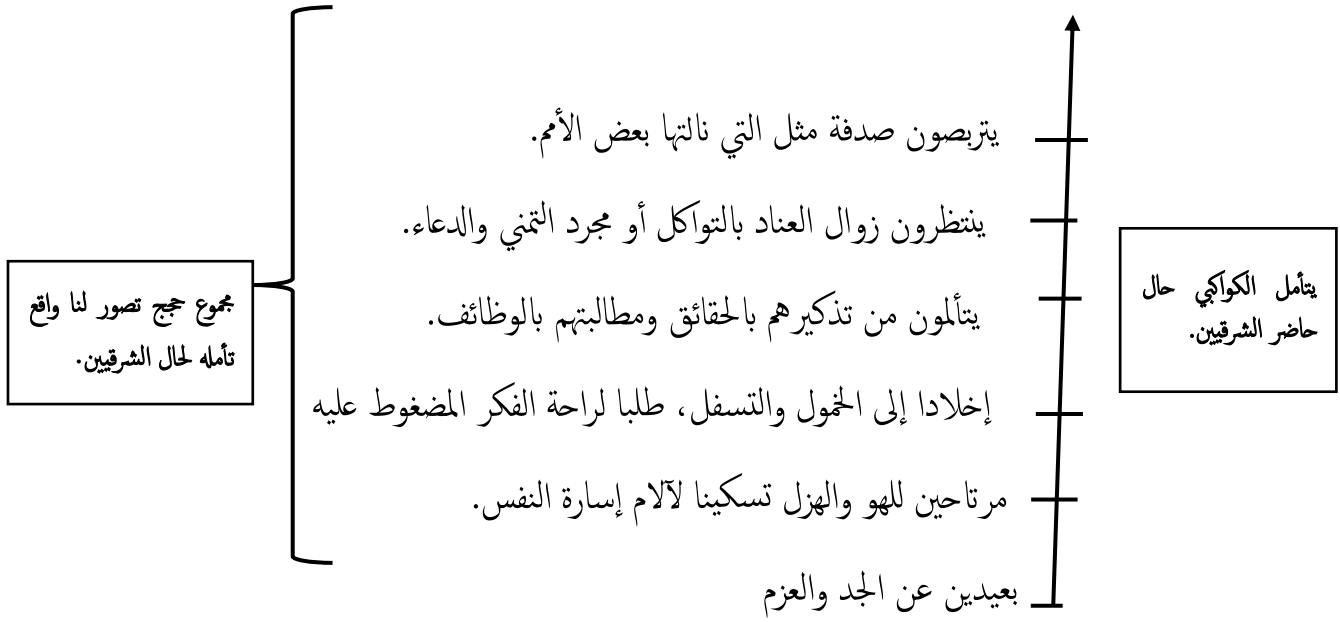 يتربصون صدفة مثل التي نالتها بعض الأمم.
ينتظرون زوال العناد بالتواكل أو مجرد التمني والدعاء.
يتأمل الكواكبي حال
حاضر الشرقيين.
مجموع حجج تصور لنا واقع
تأمله لحال الشرقيين.
يتألمون من تذكيرهم بالحقائق ومطالبتهم بالوظائف.
إخلادا إلى الخمول والتسفل، طلبا لراحة الفكر المضغوط عليه
مرتاحين للهو والهزل تسكينا لآلام إسارة النفس.
بعيدين عن الجد والعزم